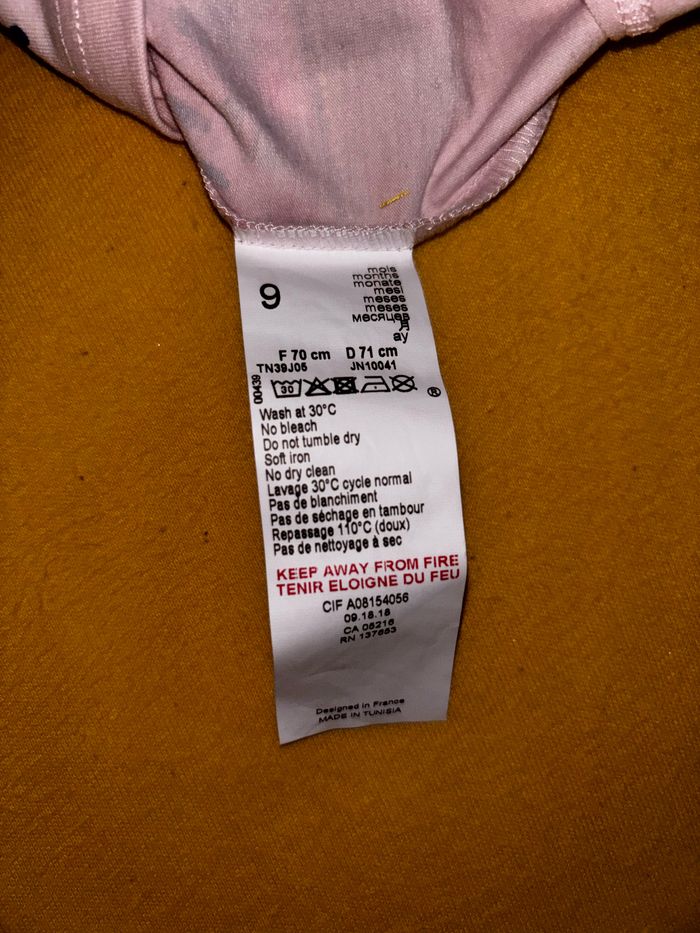 9
mois
months
monate
mesi
meses
meses
месяцев
ay
F 70 cm D 71 cm
TN39J05 JN10041
00439
30
®
Wash at 30°C
No bleach
Do not tumble dry
Soft iron
No dry clean
Lavage 30°C cycle normal
Pas de blanchiment
Pas de séchage en tambour
Repassage 110°C (doux)
Pas de nettoyage à sec
KEEP AWAY FROM FIRE
TENIR ELOIGNE DU FEU
CIF A08154056
09.18.18
CA 05216
RN 137653
Designed in France
MADE IN TUNISIA